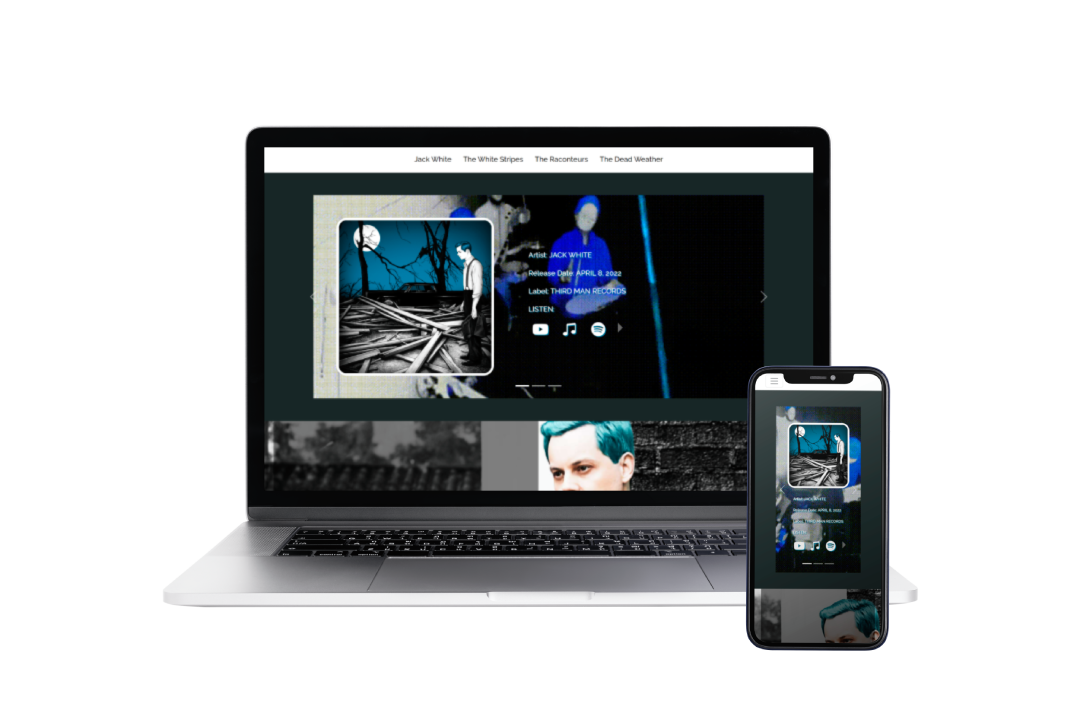 Jack White The White Stripes The Raconteurs The Dead Weather
Artist: JACK WHITE
Release Date: APRIL 8, 2022
Label: THIRD MAN RECORDS
LISTEN:
Artist: JACK WHITE
Release Date: APRIL 8, 2022
Label: THIRD MAN RECORDS